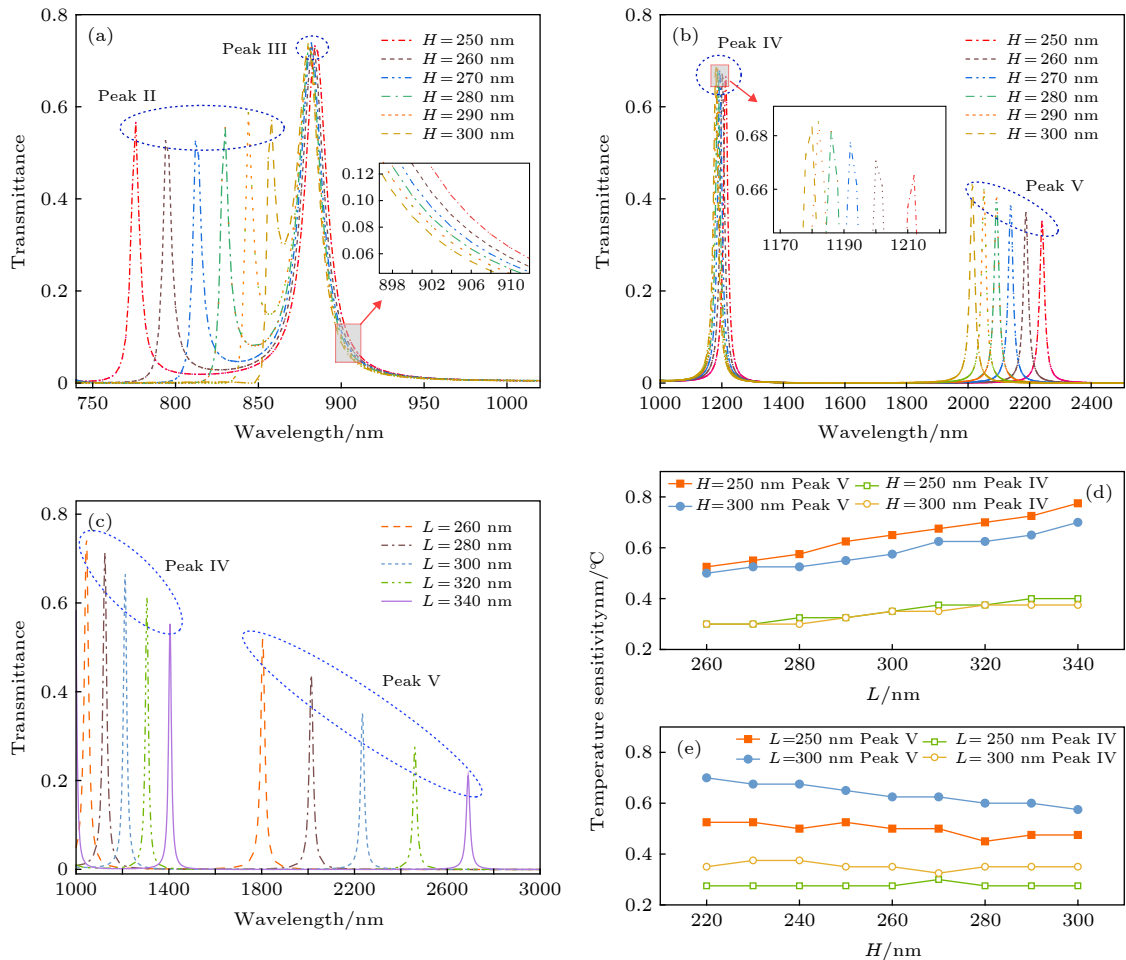 (a)
Peak III
Peak II
H=250 nm
H=260 nm
H=270 nm
H=280 nm
H=290 nm
H=300 nm
0.8
0.6
0.4
0.2
0
Transmittance
0.12
0.10
0.08
0.06
898 902 906 910
750 800 850 900 950 1000
Wavelength/nm
(b)
Peak IV
Peak V
H=250 nm
H=260 nm
H=270 nm
H=280 nm
H=290 nm
H=300 nm
0.8
0.6
0.4
0.2
0
Transmittance
0.68
0.66
1170 1190 1210
1000 1200 1400 1600 1800 2000 2200 2400
Wavelength/nm
(c)
Peak IV
Peak V
L=260 nm
L=280 nm
L=300 nm
L=320 nm
L=340 nm
0.8
0.6
0.4
0.2
0
Transmittance
1000 1400 1800 2200 2600 3000
Wavelength/nm
Temperature sensitivitynm/℃
H=250 nm Peak V H=250 nm Peak IV
H=300 nm Peak V H=300 nm Peak IV
(d)
0.8
0.6
0.4
0.2
260 280 300 320 340
L/nm
(e)
L=250 nm Peak V L=250 nm Peak IV
L=300 nm Peak V L=300 nm Peak IV
0.8
0.6
0.4
0.2
220 240 260 280 300
H/nm